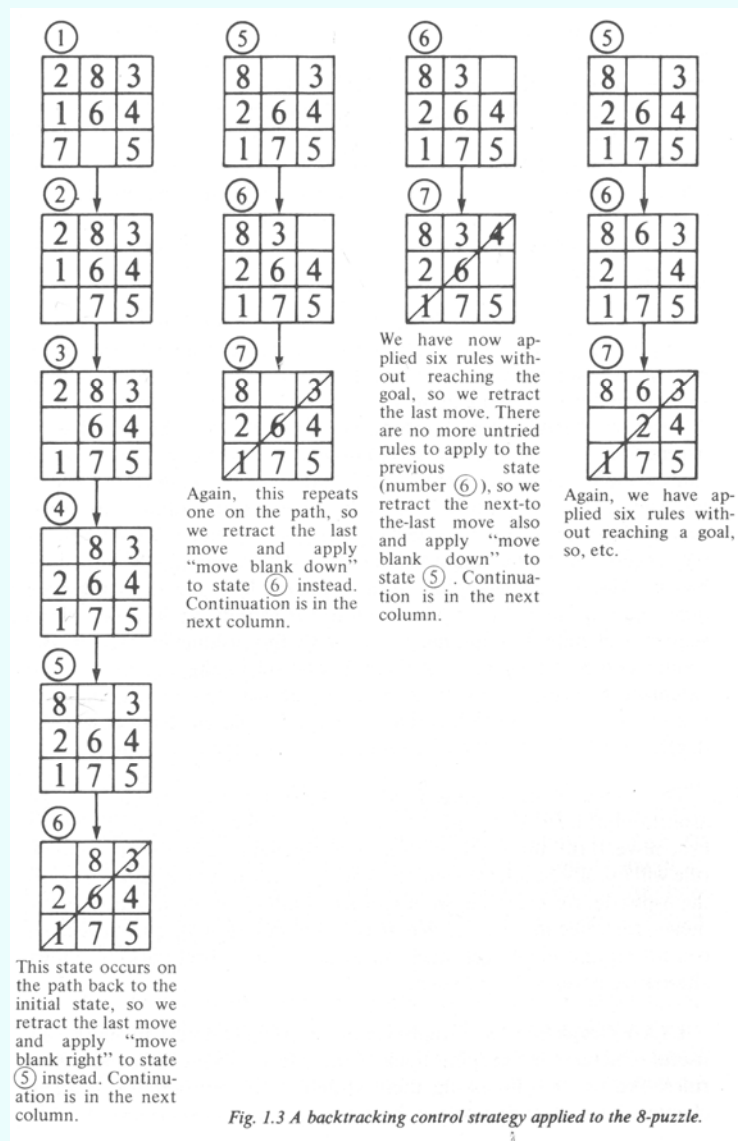 1
2 8 3
1 6 4
7 5
2
2 8 3
1 6 4
7 5
3
2 8 3
6 4
1 7 5
4
8 3
2 6 4
1 7 5
5
8 3
2 6 4
1 7 5
6
8 3
2 6 4
1 7 5
This state occurs on
the path back to the
initial state, so we
retract the last move
and apply “move
blank right” to state
5 instead. Continu-
ation is in the next
column.
5
8 3
2 6 4
1 7 5
6
8 3
2 6 4
1 7 5
7
8 3
2 6 4
1 7 5
Again, this repeats
one on the path, so
we retract the last
move and apply
“move blank down”
to state 6 instead.
Continuation is in the
next column.
6
8 3
2 6 4
1 7 5
7
8 3 4
2 6
1 7 5
We have now ap-
plied six rules with-
out reaching the
goal, so we retract
the last move. There
are no more untried
rules to apply to the
previous state
(number 6), so we
retract the next-to
the-last move also
and apply “move
blank down” to
state 5. Continua-
tion is in the next
column.
5
8 3
2 6 4
1 7 5
6
8 6 3
2 4
1 7 5
7
8 6 3
2 4
1 7 5
Again, we have ap-
plied six rules with-
out reaching a goal,
so, etc.
Fig. 1.3 A backtracking control strategy applied to the 8-puzzle.